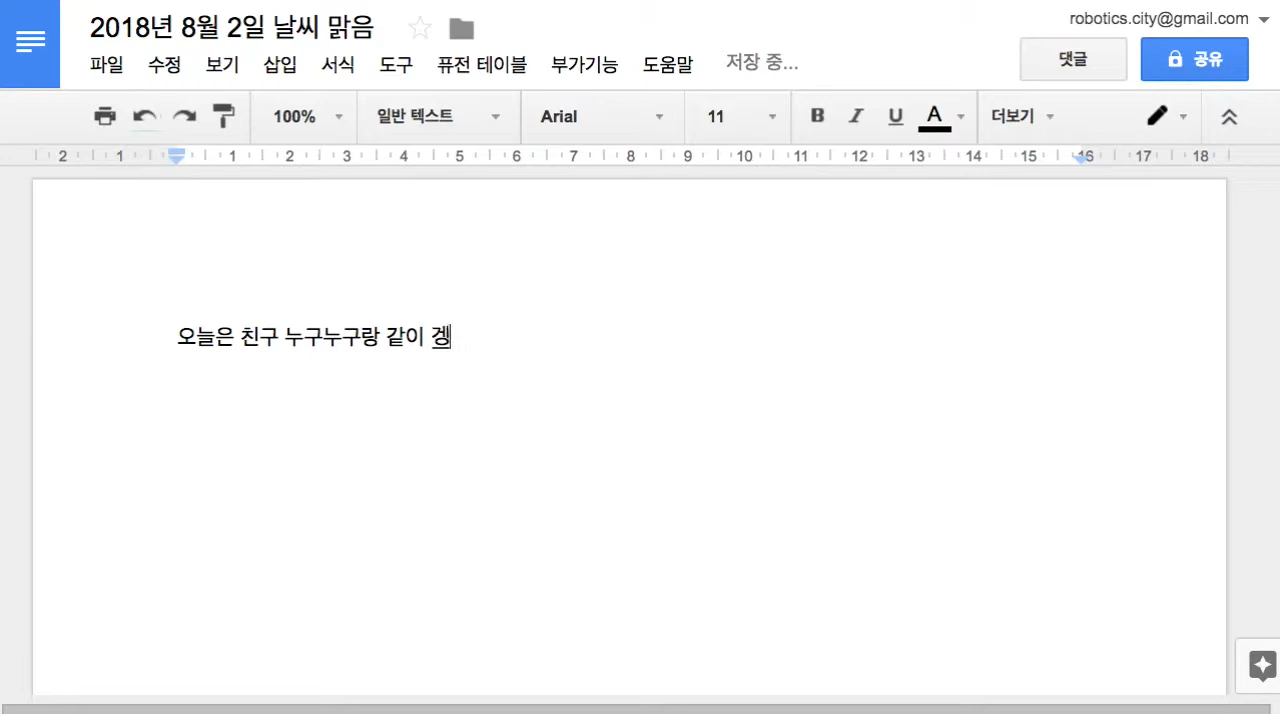 2018년 8월 2일 날씨 맑음
robotics.city@gmail.com
파일 수정 보기 삽입 서식 도구 퓨전 테이블 부가기능 도움말 저장 중...
댓글 공유
100% 일반 텍스트 Arial 11 B I U A 더보기
2 1 1 2 3 4 5 6 7 8 9 10 11 12 13 14 15 16 17 18
오늘은 친구 누구누구랑 같이 겡